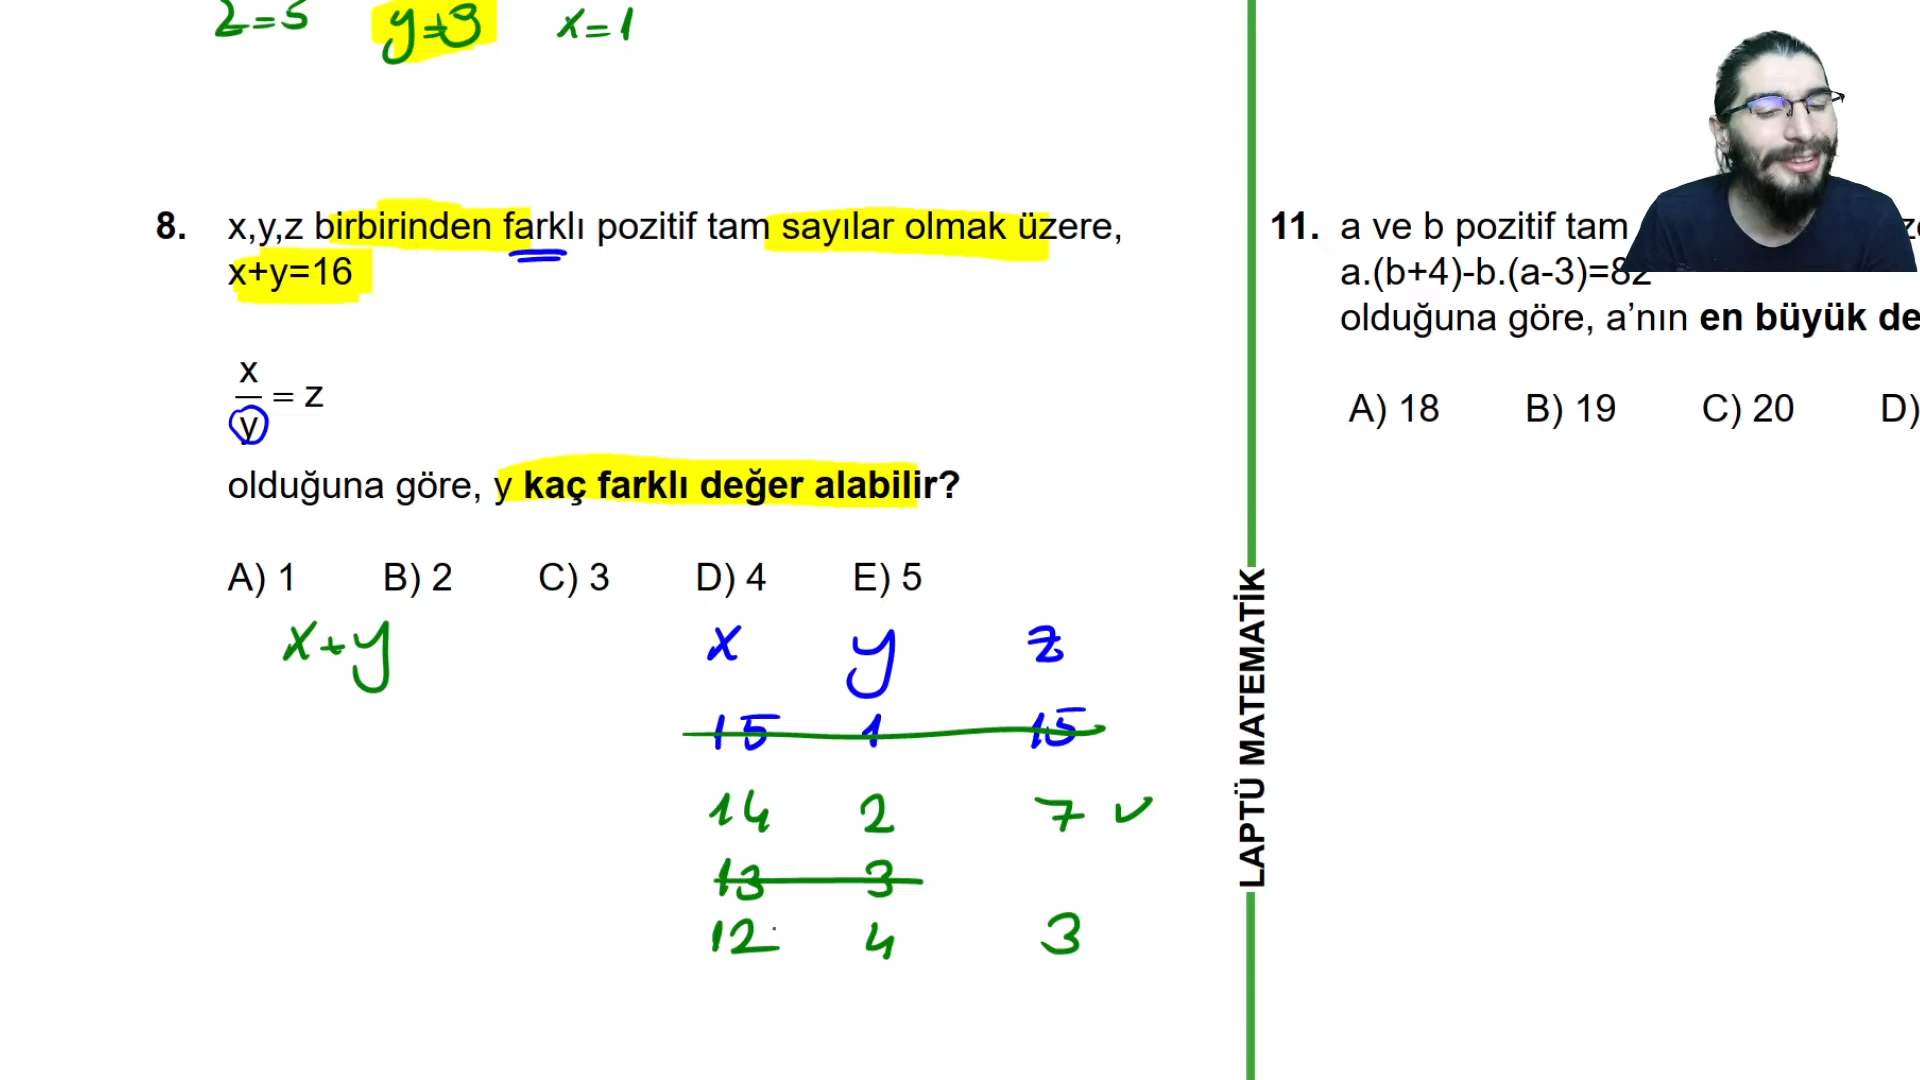 z=5 y=3 x=1
8. x,y,z birbirinden farklı pozitif tam sayılar olmak üzere,
x+y=16
x
— = z
y
olduğuna göre, y kaç farklı değer alabilir?
A) 1 B) 2 C) 3 D) 4 E) 5
x+y
x y z
15 1 15
14 2 7 ✓
13 3
12 4 3
LAPTÜ MATEMATİK
11. a ve b pozitif tam
a.(b+4)-b.(a-3)=82
olduğuna göre, a’nın en büyük de
A) 18 B) 19 C) 20 D)